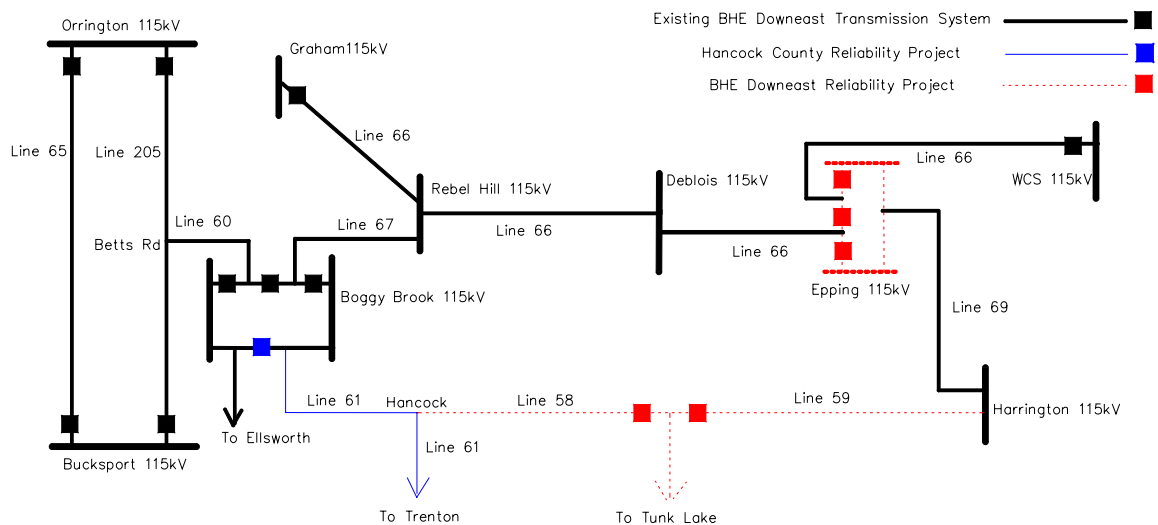 Existing BHE Downeast Transmission System
Orrington 115kV
Graham115kV
Hancock County Reliability Project
BHE Downeast Reliability Project
Line 66
Line 65
Line 205
Line 66
Rebel Hill 115kV
Deblois 115kV
WCS 115kV
Line 60
Line 67
Line 66
Betts Rd
Line 66
Boggy Brook 115kV
Epping 115kV
Line 69
Line 61
Hancock
Line 58
Line 59
Harrington 115kV
To Ellsworth
Line 61
Bucksport 115kV
To Trenton
To Tunk Lake